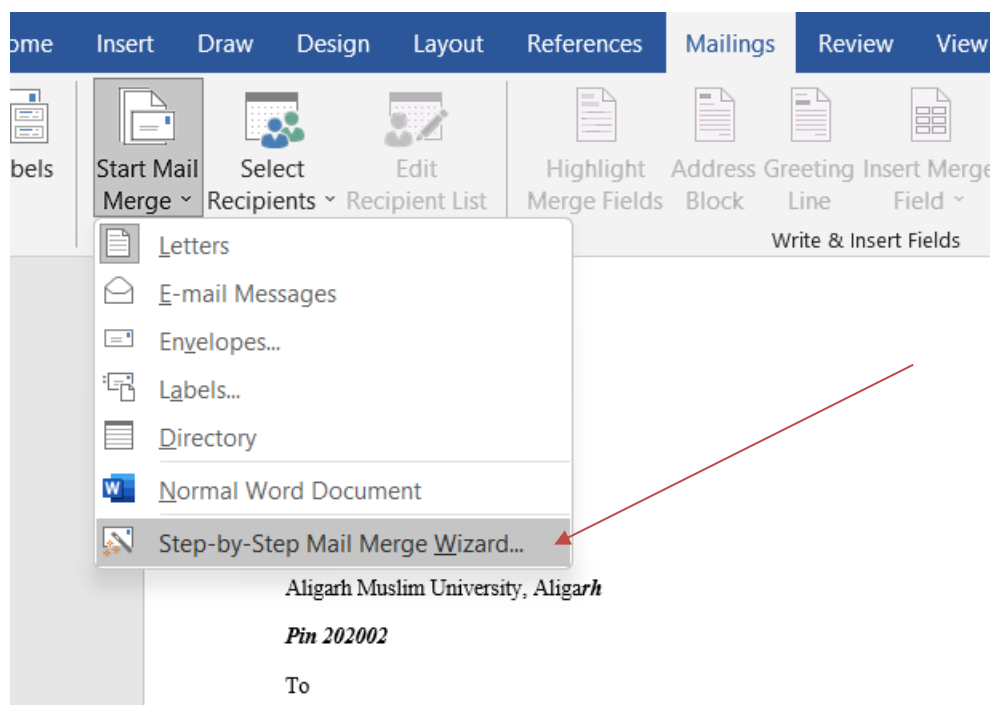 ome Insert Draw Design Layout References Mailings Review View
bels Start Mail Merge Select Recipients Edit Recipient List Highlight Merge Fields Address Block Greeting Line Insert Merge Field
Write & Insert Fields
Letters
E-mail Messages
Envelopes...
Labels...
Directory
W Normal Word Document
Step-by-Step Mail Merge Wizard...
Aligarh Muslim University, Aligarh
Pin 202002
To